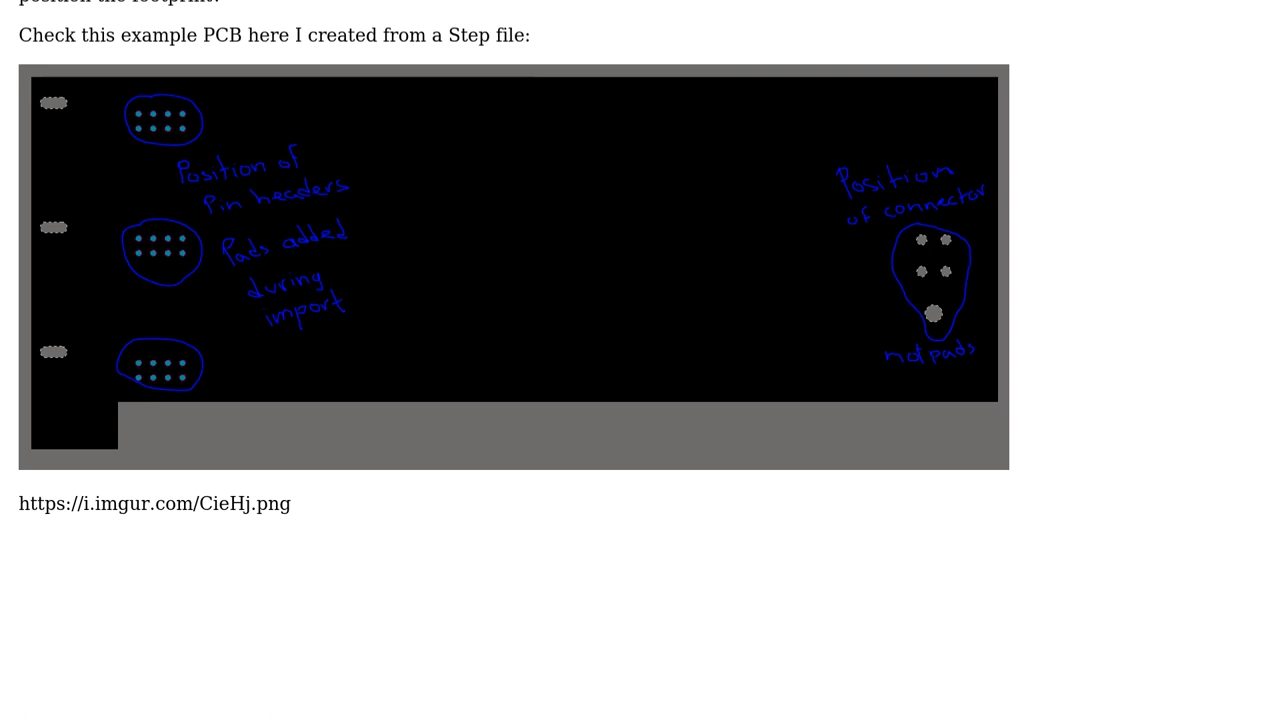 position the footprint.
Check this example PCB here I created from a Step file:
Position of
Pin headers
Pads added
during
import
Position
of connector
not pads
https://i.imgur.com/CieHj.png